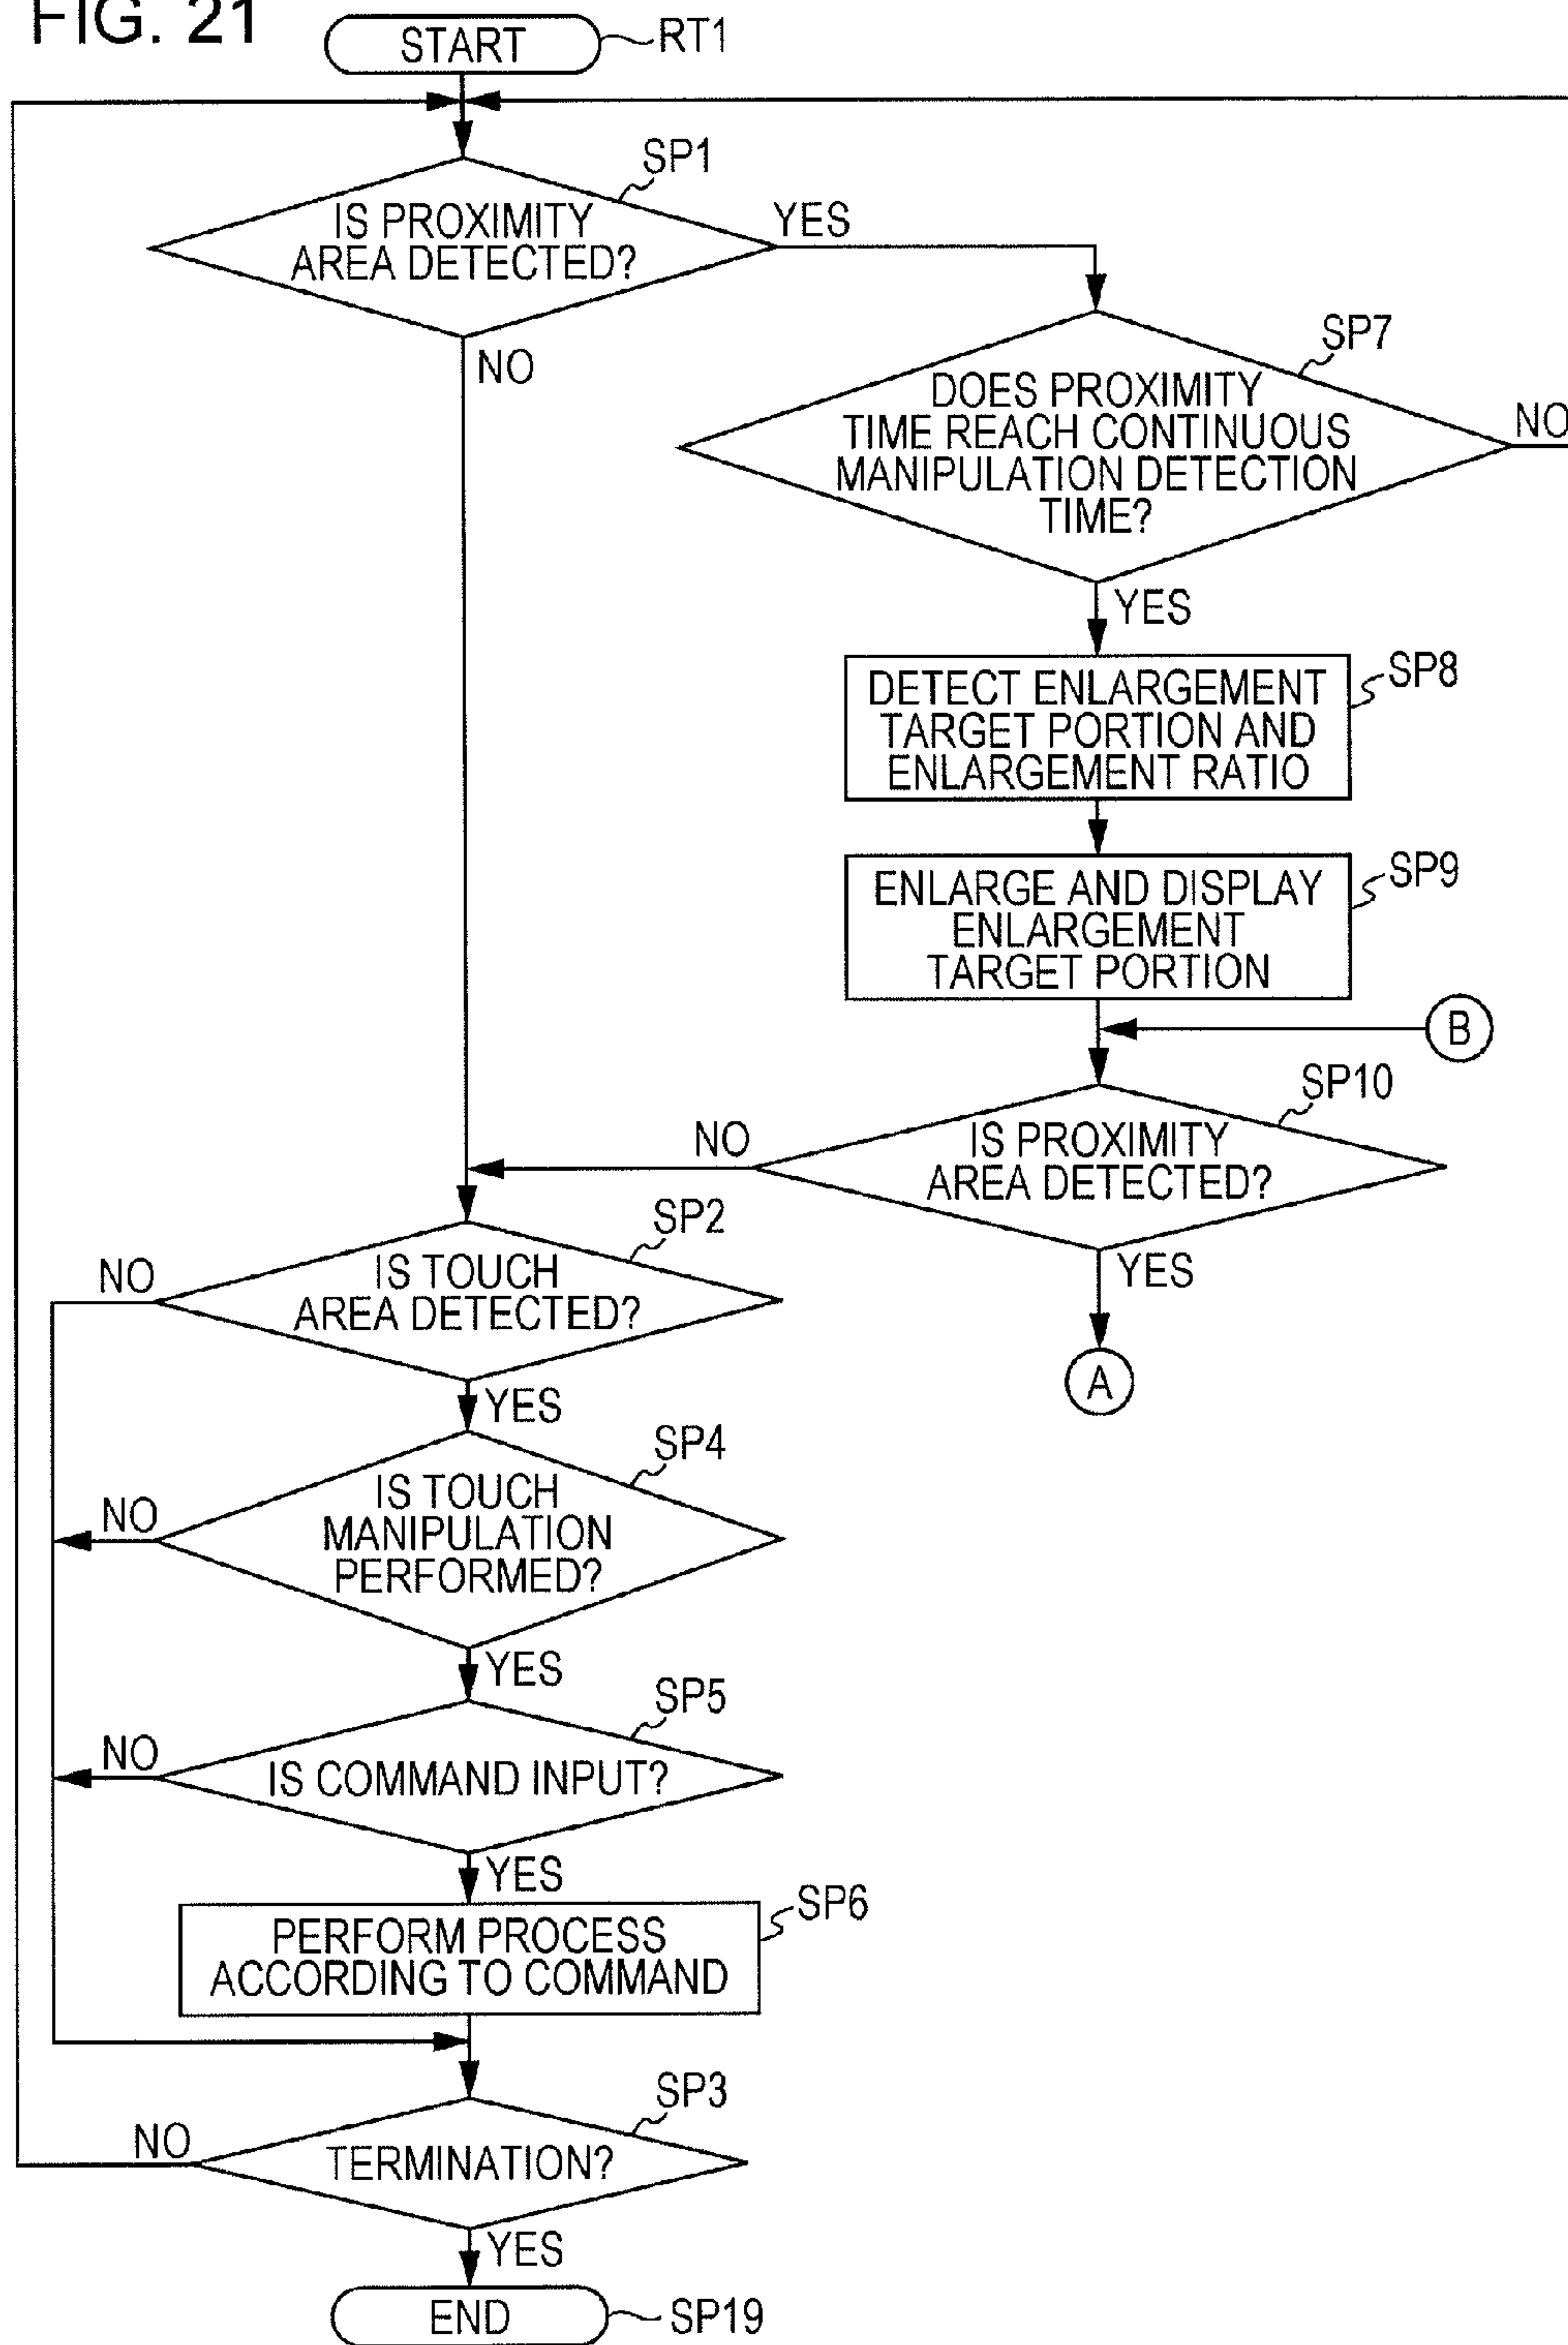 FIG. 21
START
RT1
SP1
IS PROXIMITY
AREA DETECTED?
YES
NO
SP7
DOES PROXIMITY
TIME REACH CONTINUOUS
MANIPULATION DETECTION
TIME?
NO
YES
SP8
DETECT ENLARGEMENT
TARGET PORTION AND
ENLARGEMENT RATIO
SP9
ENLARGE AND DISPLAY
ENLARGEMENT
TARGET PORTION
B
SP10
IS PROXIMITY
AREA DETECTED?
NO
YES
A
SP2
IS TOUCH
AREA DETECTED?
NO
YES
SP4
IS TOUCH
MANIPULATION
PERFORMED?
NO
YES
SP5
IS COMMAND INPUT?
NO
YES
SP6
PERFORM PROCESS
ACCORDING TO COMMAND
SP3
TERMINATION?
NO
YES
END
SP19